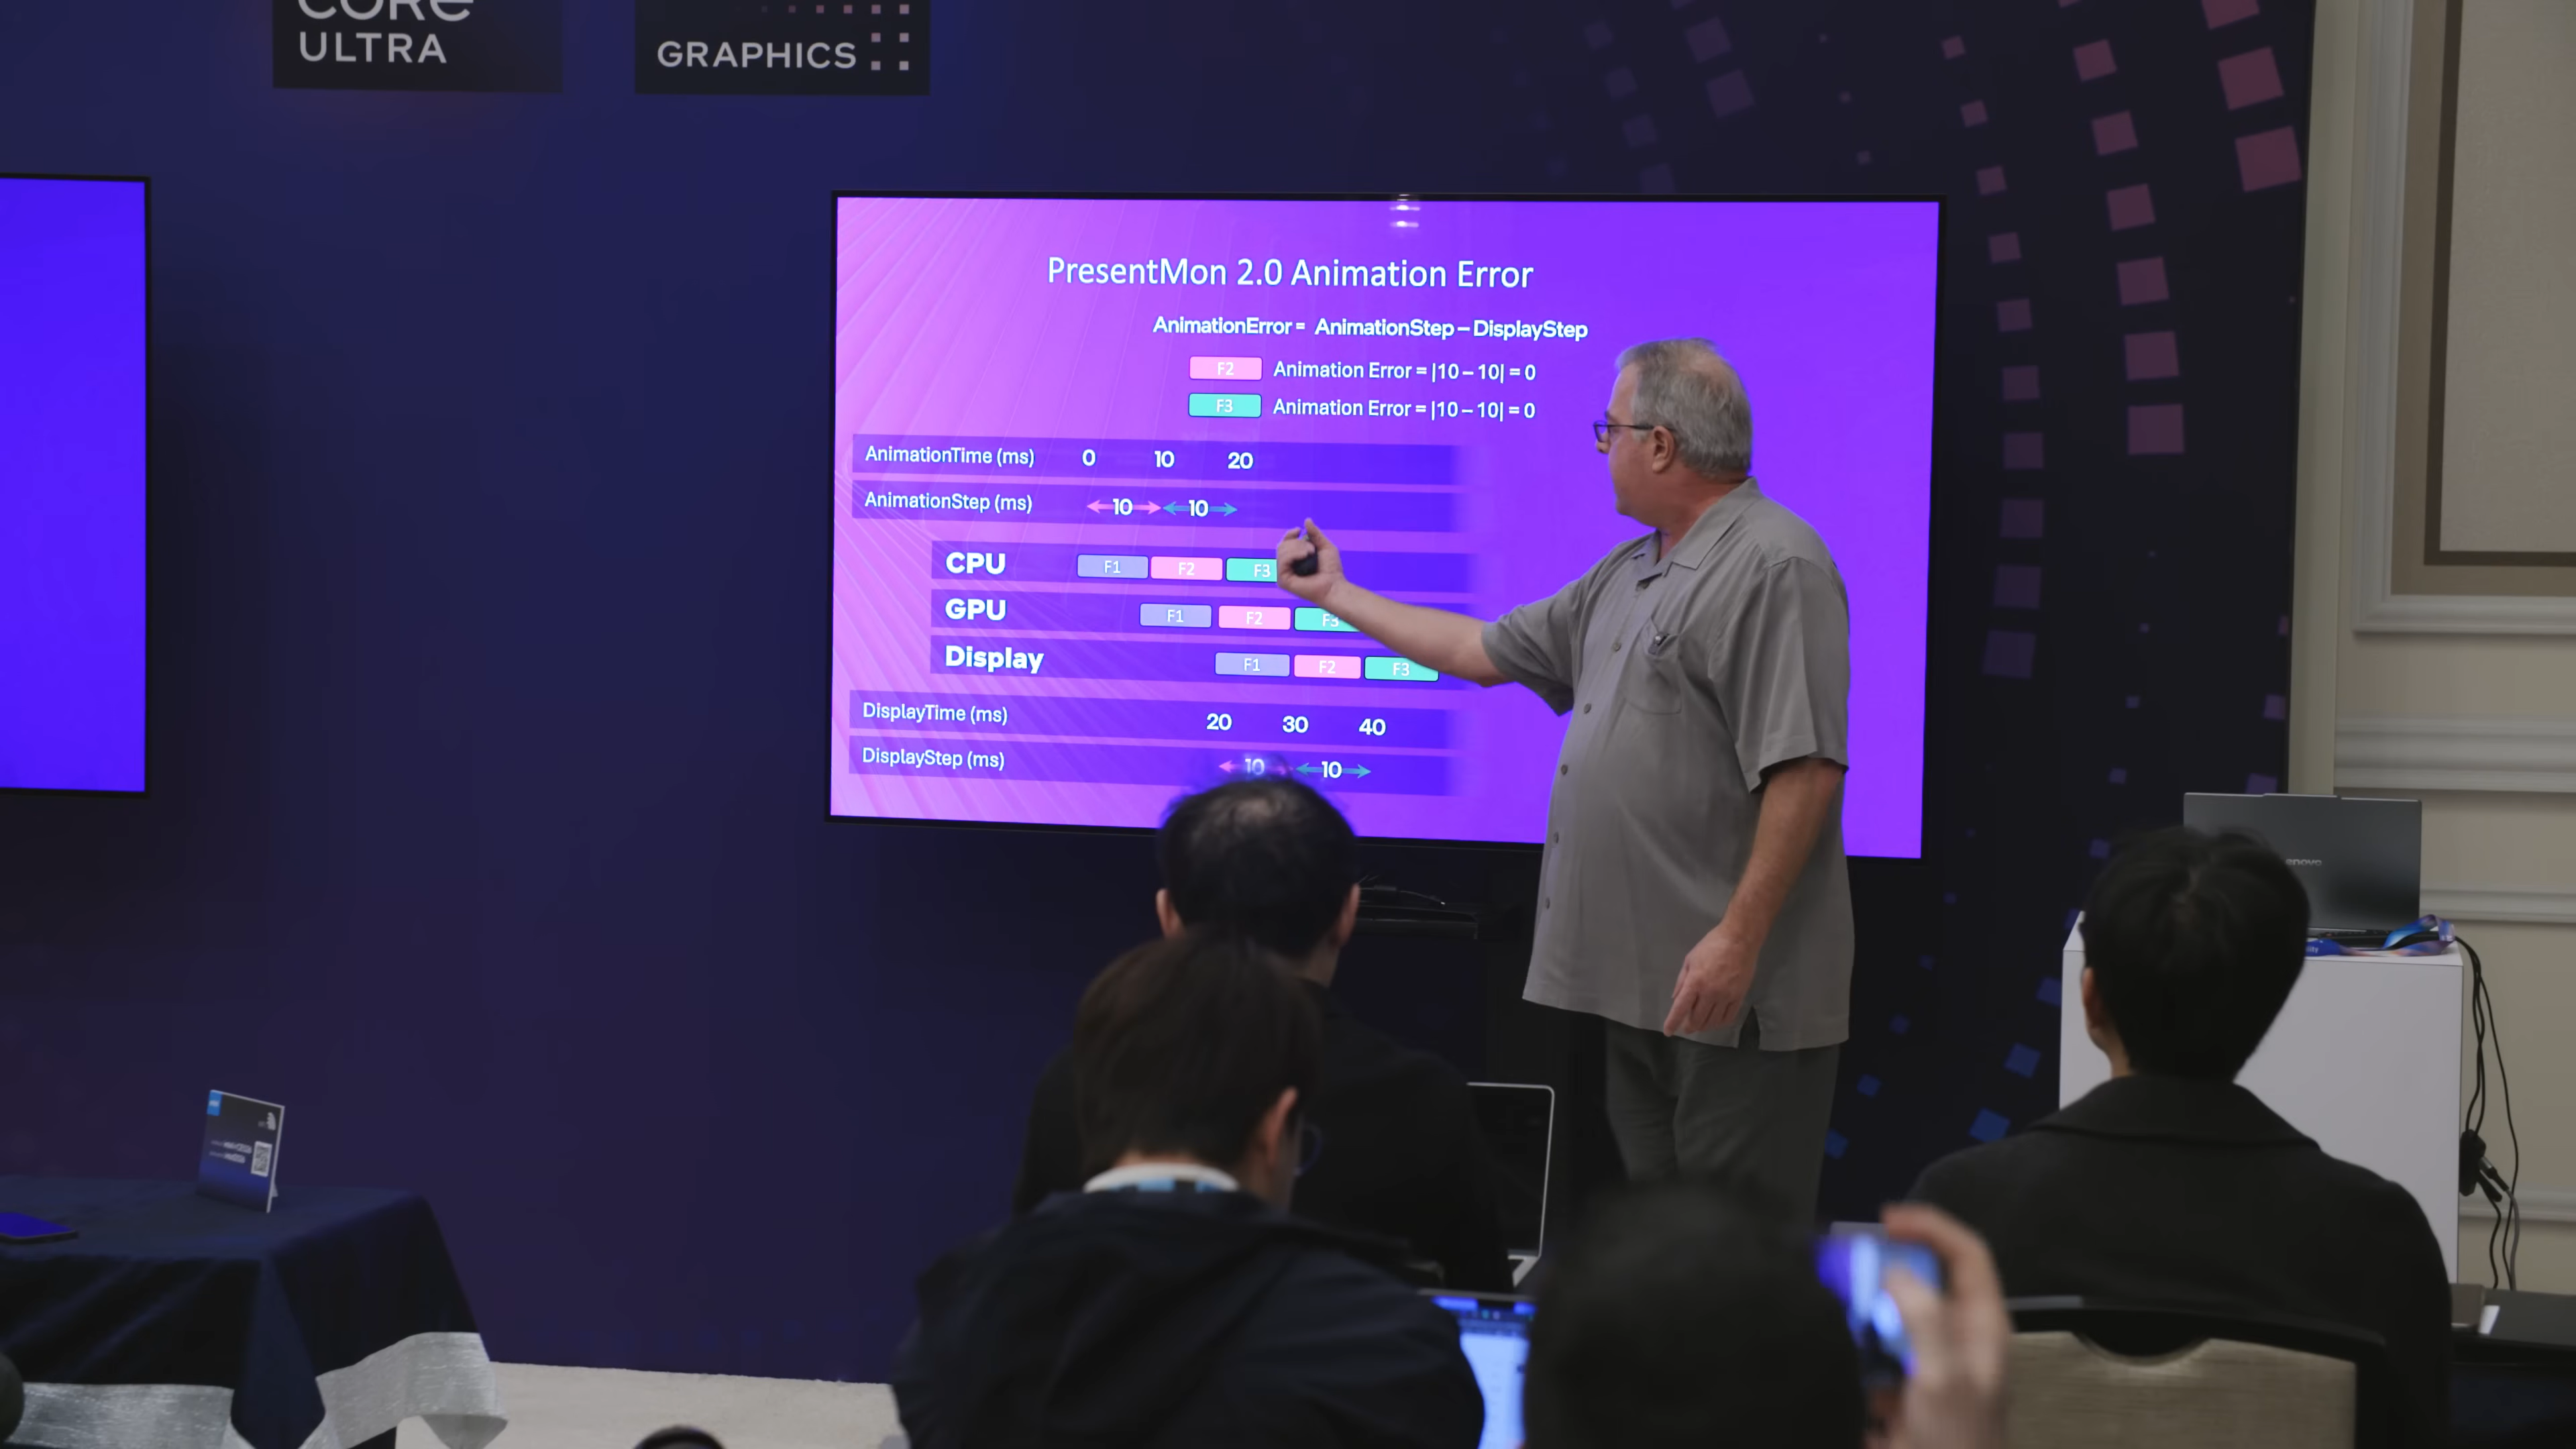 CORE
ULTRA
GRAPHICS
PresentMon 2.0 Animation Error
AnimationError = AnimationStep – DisplayStep
F2 Animation Error = |10 – 10| = 0
F3 Animation Error = |10 – 10| = 0
AnimationTime (ms) 0 10 20
AnimationStep (ms) 10 10
CPU F1 F2 F3
GPU F1 F2 F3
Display F1 F2 F3
DisplayTime (ms) 20 30 40
DisplayStep (ms) 10 10
enovo